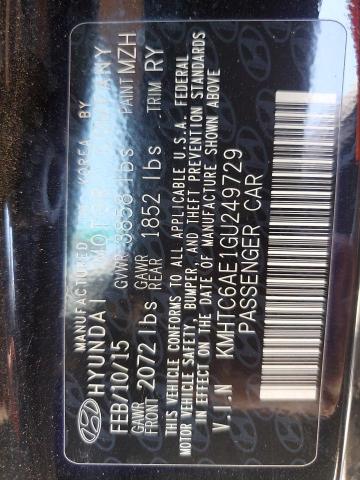 MANUFACTURED IN KOREA BY
HYUNDAI MOTOR COMPANY
FEB/10/15 GVWR 3858 lbs PAINT MZH
GAWR FRONT 2072 lbs GAWR REAR 1852 lbs TRIM RY
THIS VEHICLE CONFORMS TO ALL APPLICABLE U.S.A. FEDERAL
MOTOR VEHICLE SAFETY, BUMPER, AND THEFT PREVENTION STANDARDS
IN EFFECT ON THE DATE OF MANUFACTURE SHOWN ABOVE
V.I.N KMHTC6AE1GU249729
PASSENGER CAR